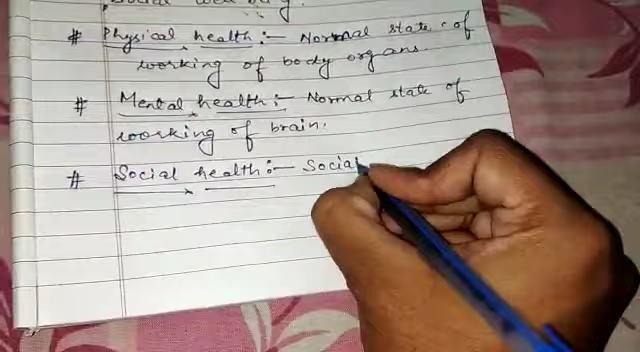 # Physical health :- Normal state of
working of body organs.
# Mental health :- Normal state of
working of brain.
# Social health :- Social